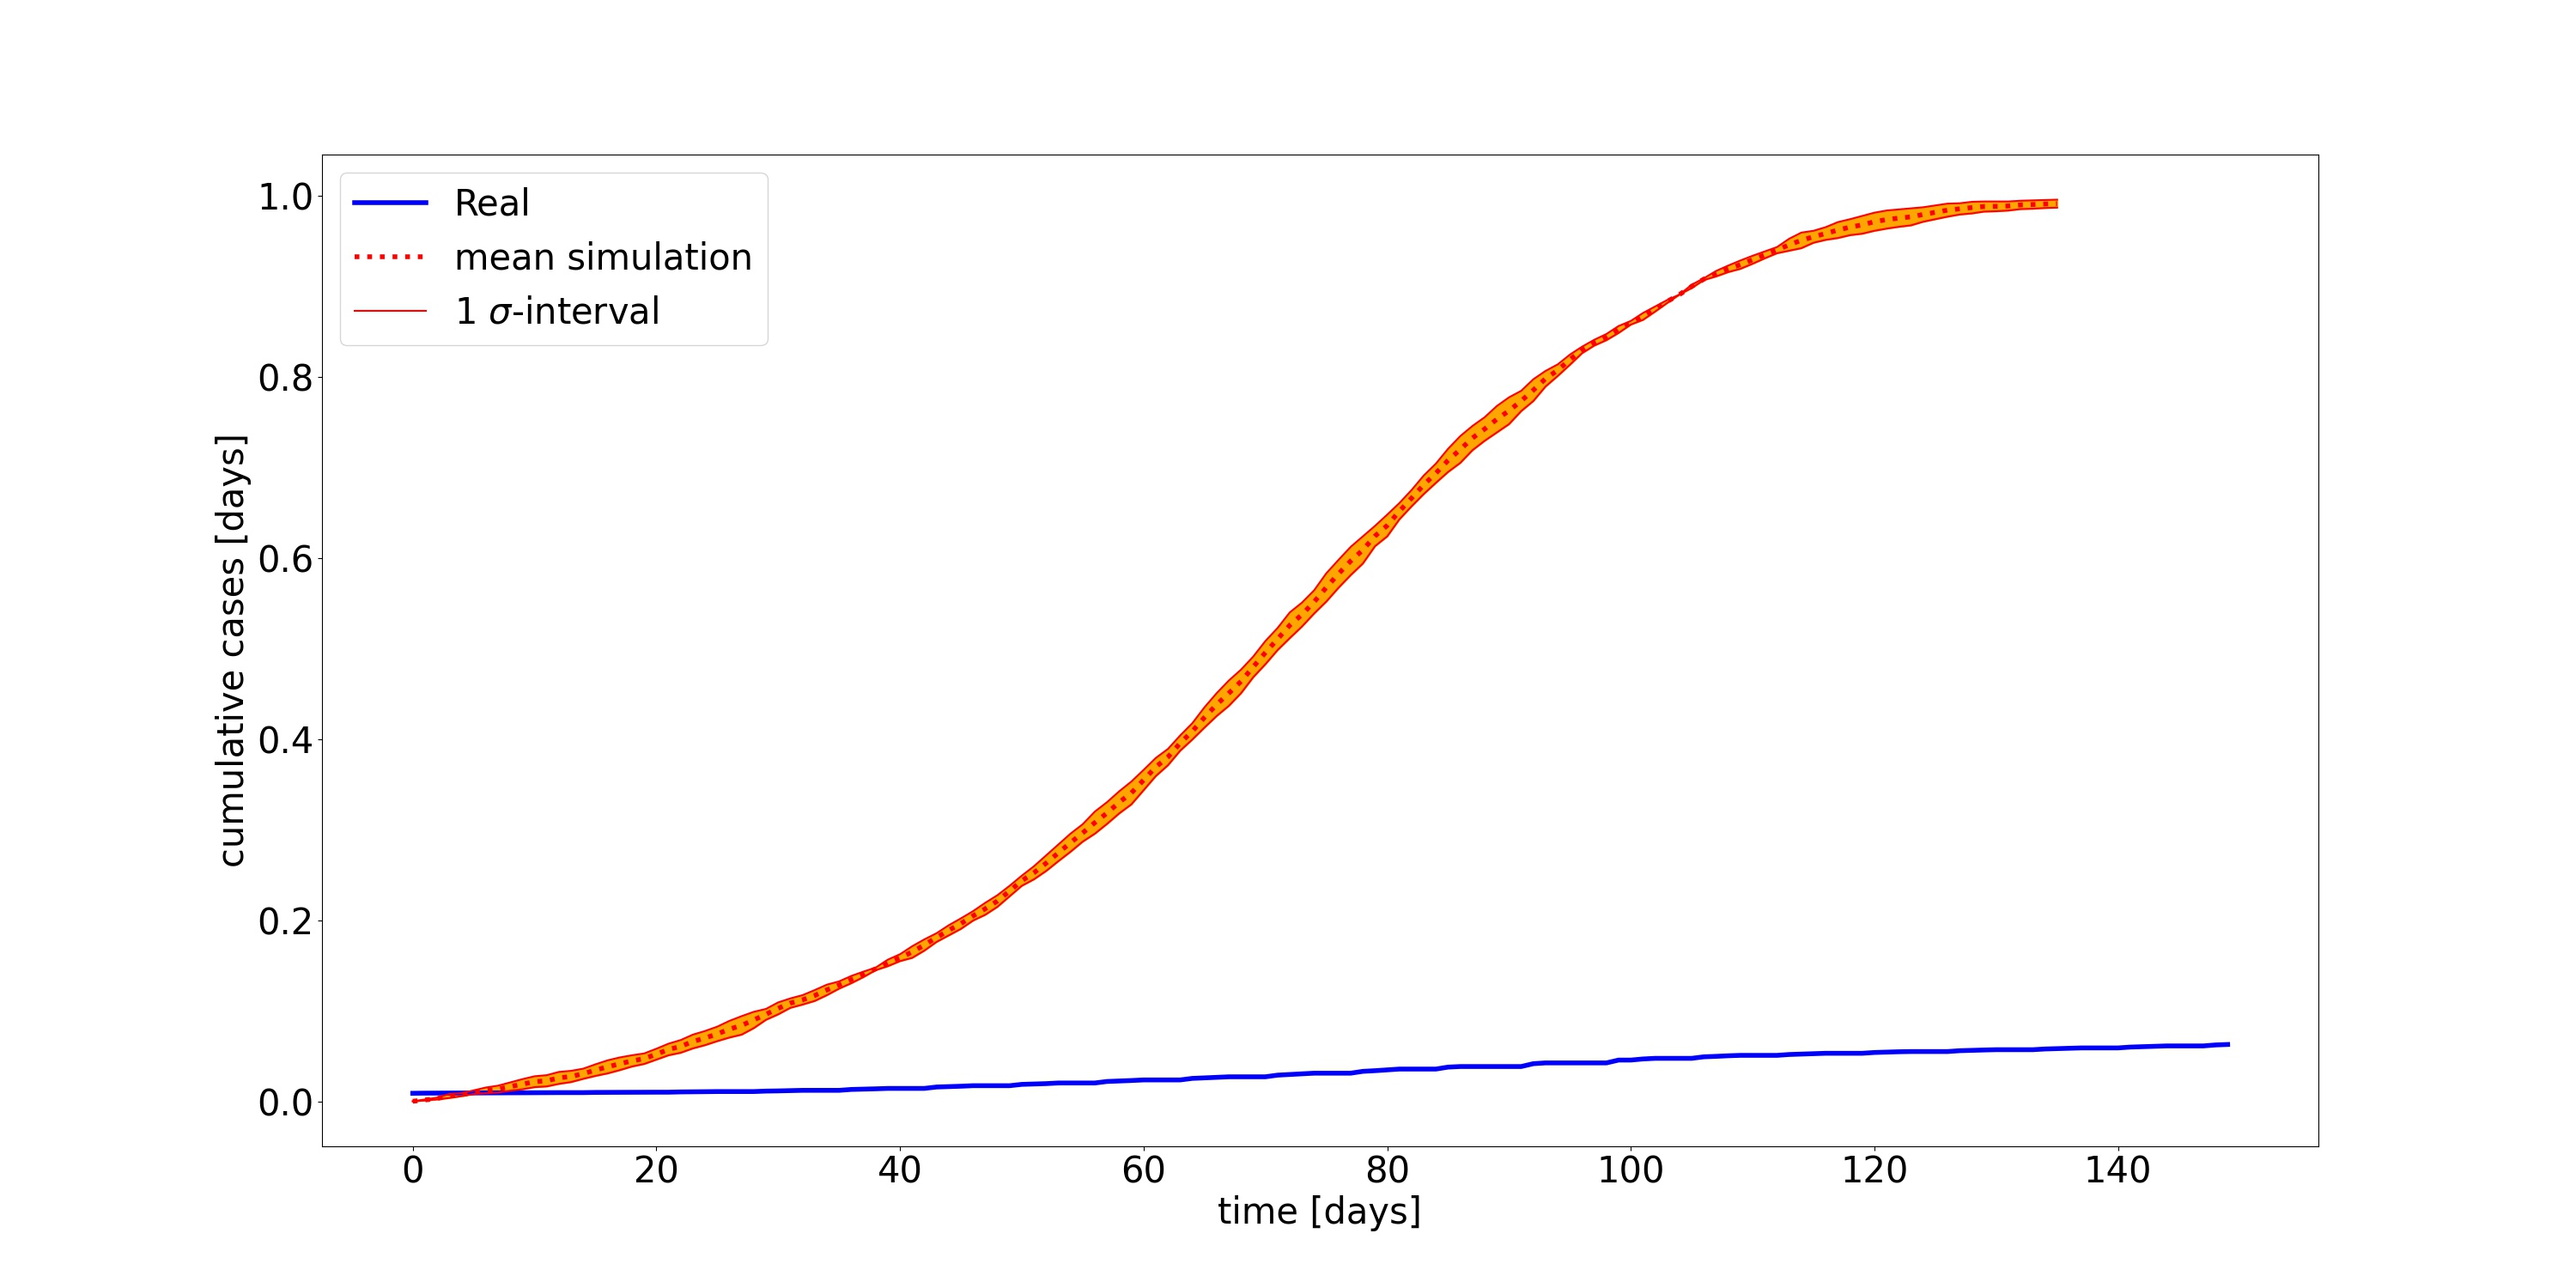 Real
mean simulation
1 σ-interval
1.0
0.8
0.6
0.4
0.2
0.0
cumulative cases [days]
0 20 40 60 80 100 120 140
time [days]